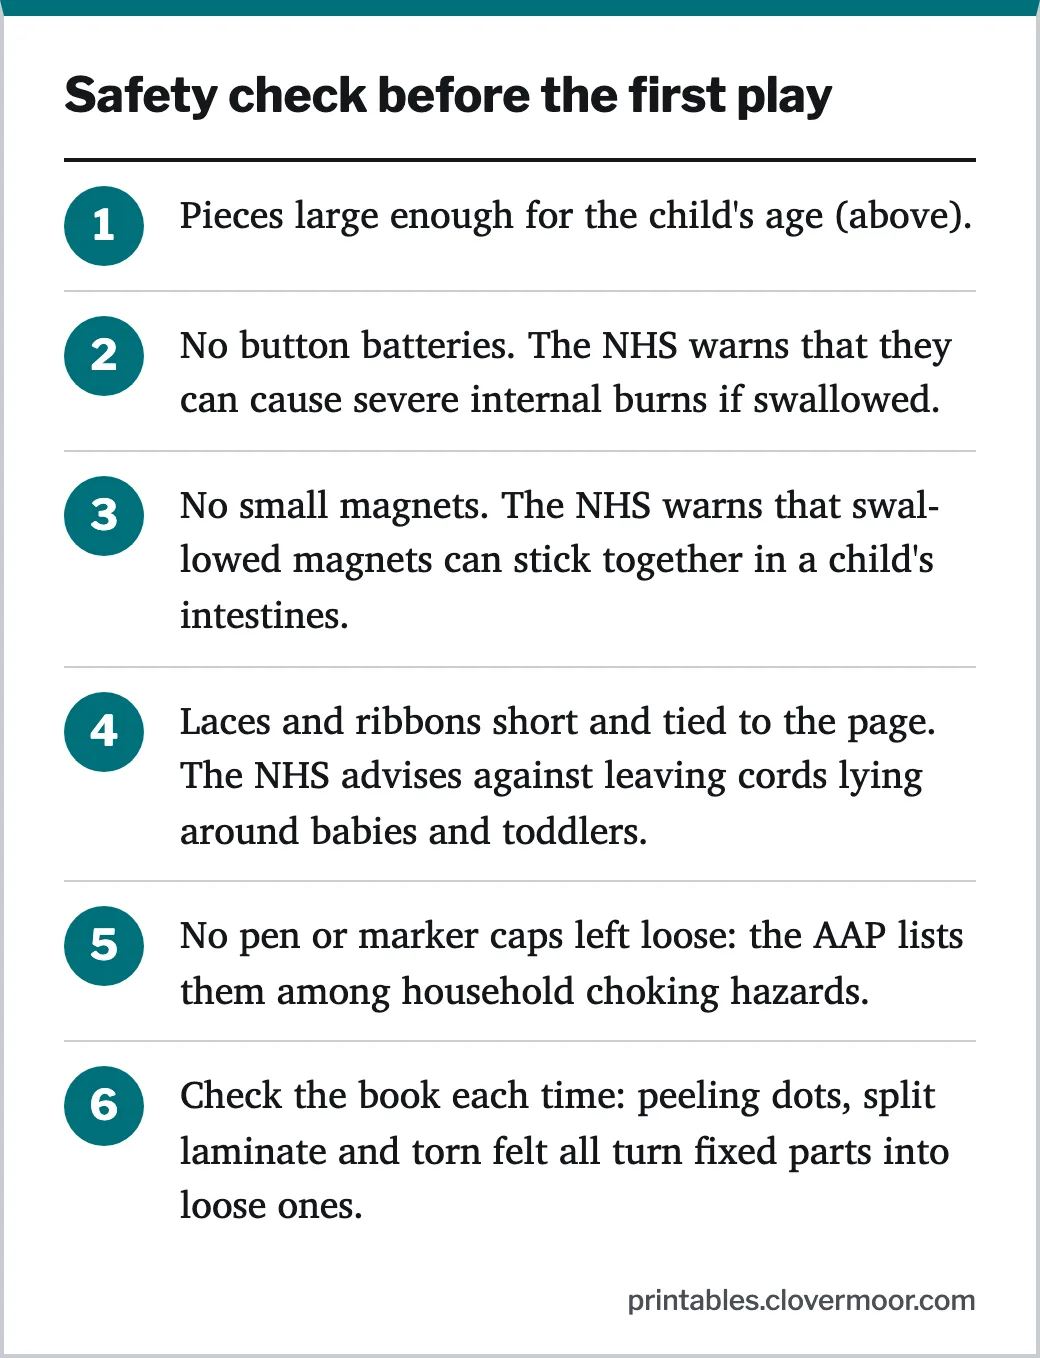 Safety check before the first play
1
Pieces large enough for the child's age (above).
2
No button batteries. The NHS warns that they
can cause severe internal burns if swallowed.
3
No small magnets. The NHS warns that swal-
lowed magnets can stick together in a child's
intestines.
4
Laces and ribbons short and tied to the page.
The NHS advises against leaving cords lying
around babies and toddlers.
5
No pen or marker caps left loose: the AAP lists
them among household choking hazards.
6
Check the book each time: peeling dots, split
laminate and torn felt all turn fixed parts into
loose ones.
printables.clovermoor.com